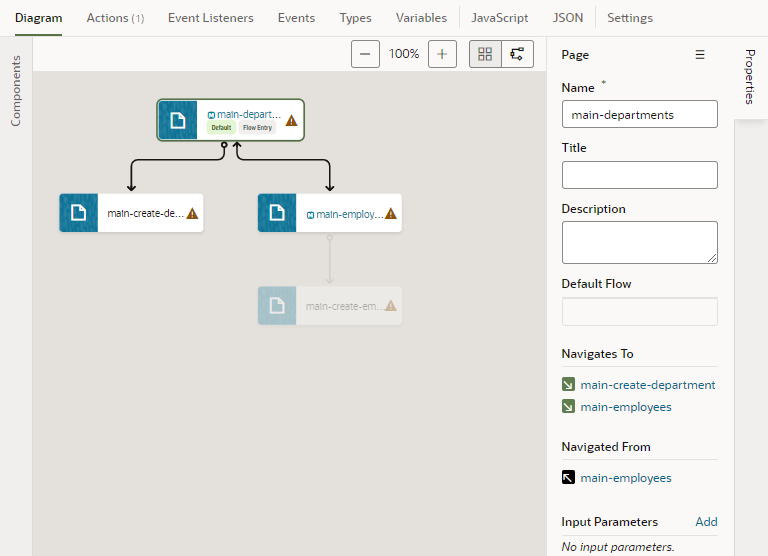 Diagram
Actions (1)
Event Listeners
Events
Types
Variables
JavaScript
JSON
Settings
Components
100%
main-depart...
Default
Flow Entry
main-create-de...
main-employ...
main-create-em...
Page
Name *
main-departments
Title
Description
Default Flow
Navigates To
main-create-department
main-employees
Navigated From
main-employees
Input Parameters
Add
No input parameters.
Properties